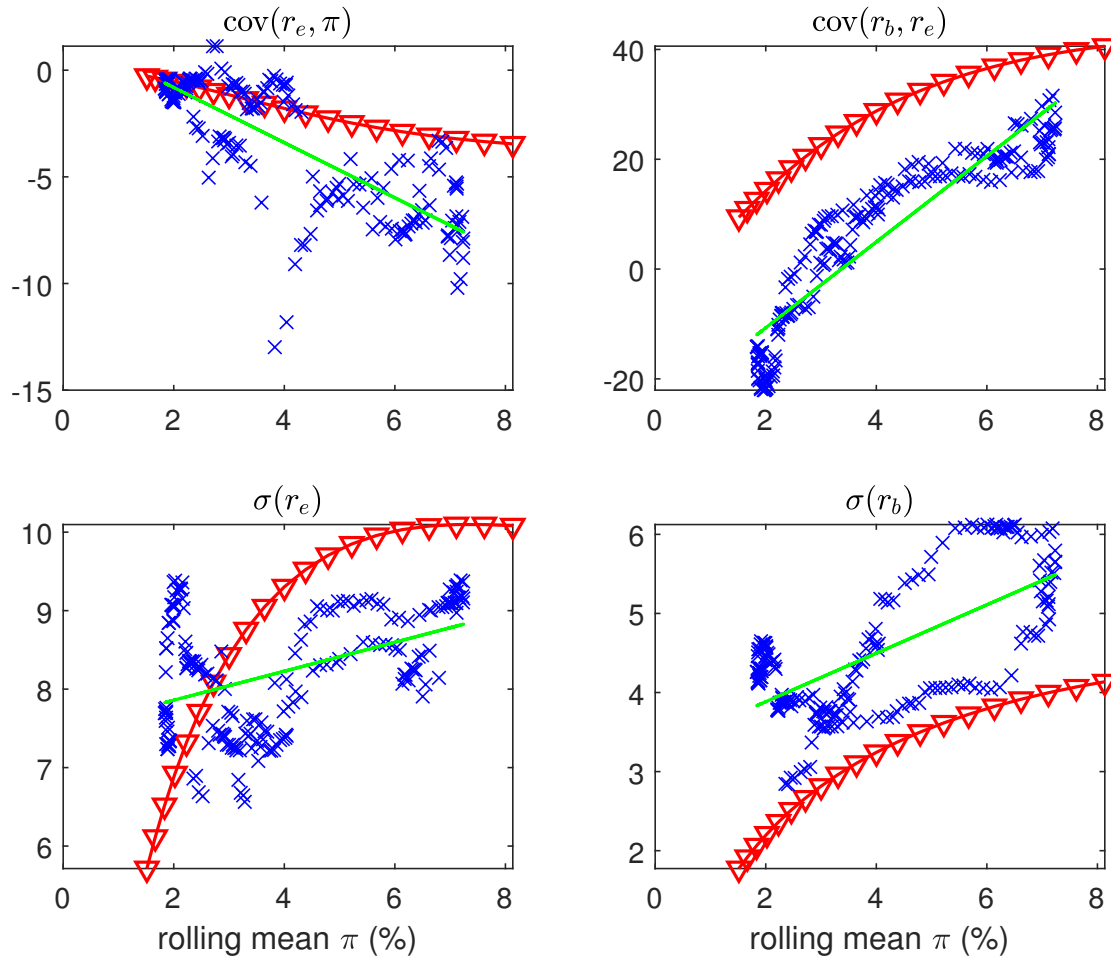 cov(r_e, π)
0
-5
-10
-15
0 2 4 6 8
cov(r_b, r_e)
40
20
0
-20
0 2 4 6 8
σ(r_e)
10
9
8
7
6
0 2 4 6 8
rolling mean π (%)
σ(r_b)
6
5
4
3
2
0 2 4 6 8
rolling mean π (%)